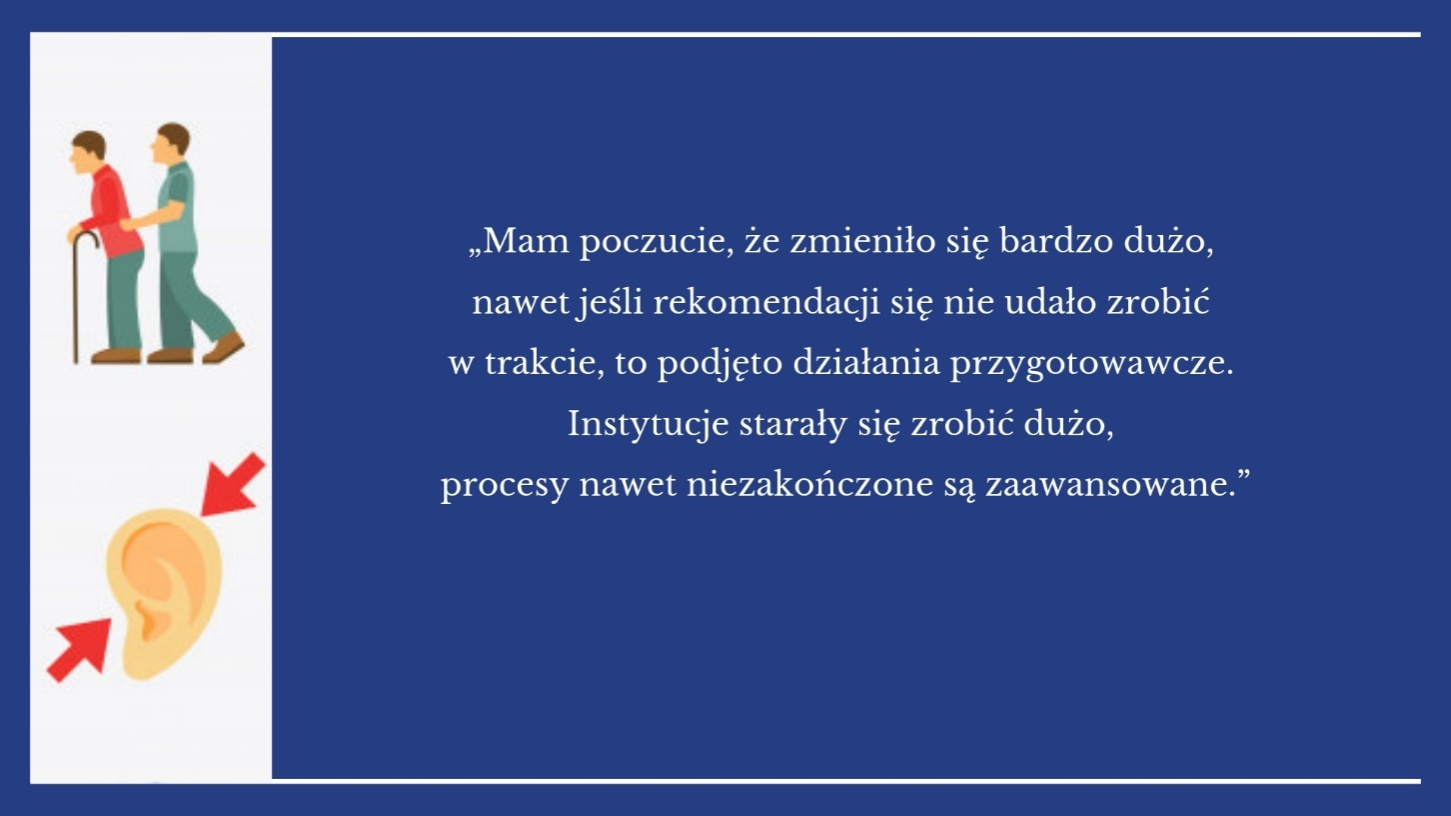 „Mam poczucie, że zmieniło się bardzo dużo,
nawet jeśli rekomendacji się nie udało zrobić
w trakcie, to podjęto działania przygotowawcze.
Instytucje starały się zrobić dużo,
procesy nawet niezakończone są zaawansowane.”